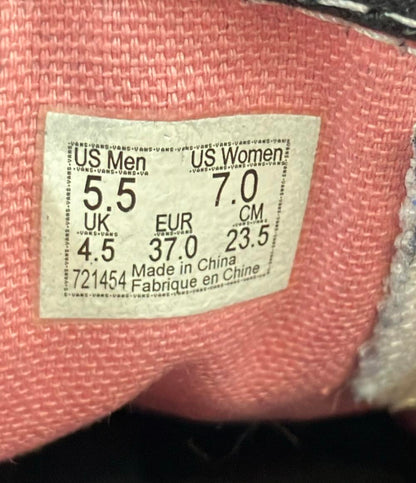 US Men US Women
5.5 7.0
UK EUR CM
4.5 37.0 23.5
721454 Made in China
Fabrique en Chine